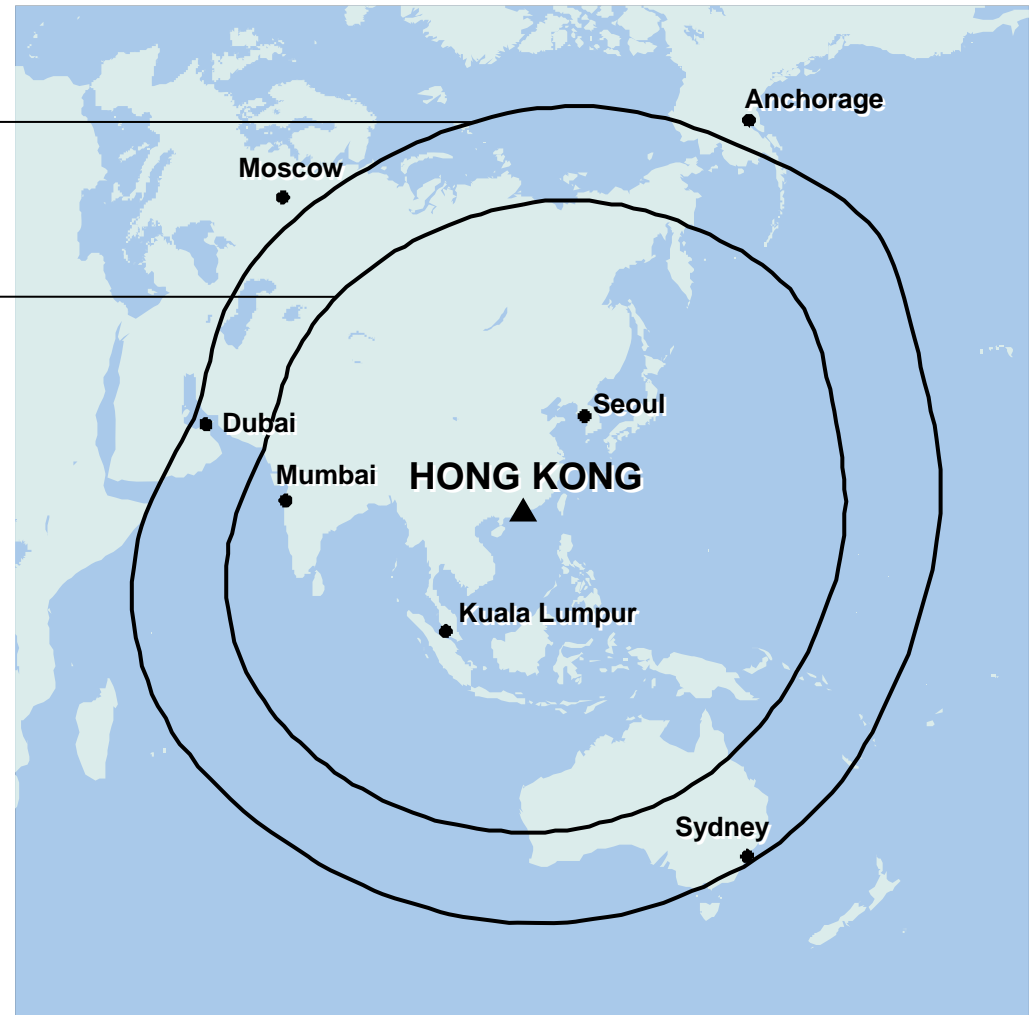 Anchorage
Moscow
Seoul
Dubai
Mumbai
HONG KONG
Kuala Lumpur
Sydney